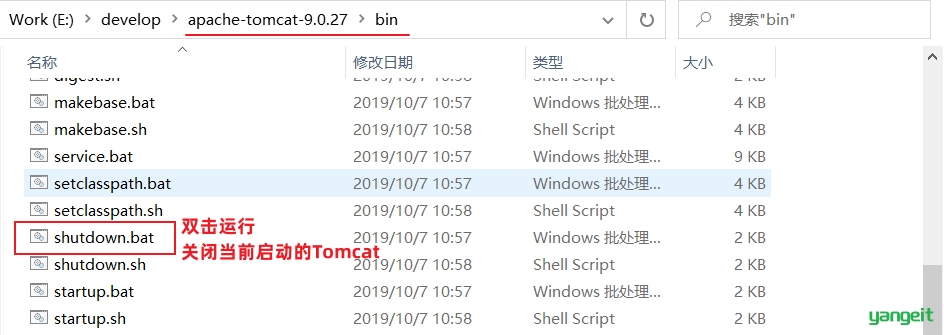 Work (E:) > develop > apache-tomcat-9.0.27 > bin
搜索"bin"
名称 修改日期 类型 大小
digest.sh 2019/10/7 10:58 Shell Script 2 KB
makebase.bat 2019/10/7 10:57 Windows 批处理... 4 KB
makebase.sh 2019/10/7 10:58 Shell Script 4 KB
service.bat 2019/10/7 10:57 Windows 批处理... 9 KB
setclasspath.bat 2019/10/7 10:57 Windows 批处理... 4 KB
setclasspath.sh 2019/10/7 10:58 Shell Script 4 KB
shutdown.bat 2019/10/7 10:57 Windows 批处理... 2 KB
双击运行
关闭当前启动的Tomcat
shutdown.sh 2019/10/7 10:58 Shell Script 2 KB
startup.bat 2019/10/7 10:57 Windows 批处理... 2 KB
startup.sh 2019/10/7 10:58 Shell Script 2 KB
yangeit